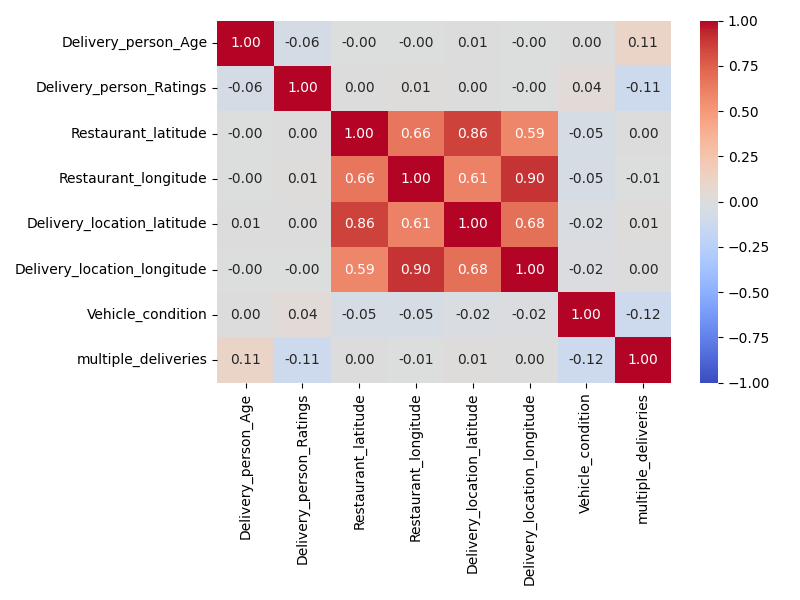 Delivery_person_Age 1.00 -0.06 -0.00 -0.00 0.01 -0.00 0.00 0.11
Delivery_person_Ratings -0.06 1.00 0.00 0.01 0.00 -0.00 0.04 -0.11
Restaurant_latitude -0.00 0.00 1.00 0.66 0.86 0.59 -0.05 0.00
Restaurant_longitude -0.00 0.01 0.66 1.00 0.61 0.90 -0.05 -0.01
Delivery_location_latitude 0.01 0.00 0.86 0.61 1.00 0.68 -0.02 0.01
Delivery_location_longitude -0.00 -0.00 0.59 0.90 0.68 1.00 -0.02 0.00
Vehicle_condition 0.00 0.04 -0.05 -0.05 -0.02 -0.02 1.00 -0.12
multiple_deliveries 0.11 -0.11 0.00 -0.01 0.01 0.00 -0.12 1.00
Delivery_person_Age
Delivery_person_Ratings
Restaurant_latitude
Restaurant_longitude
Delivery_location_latitude
Delivery_location_longitude
Vehicle_condition
multiple_deliveries
1.00
0.75
0.50
0.25
0.00
−0.25
−0.50
−0.75
−1.00